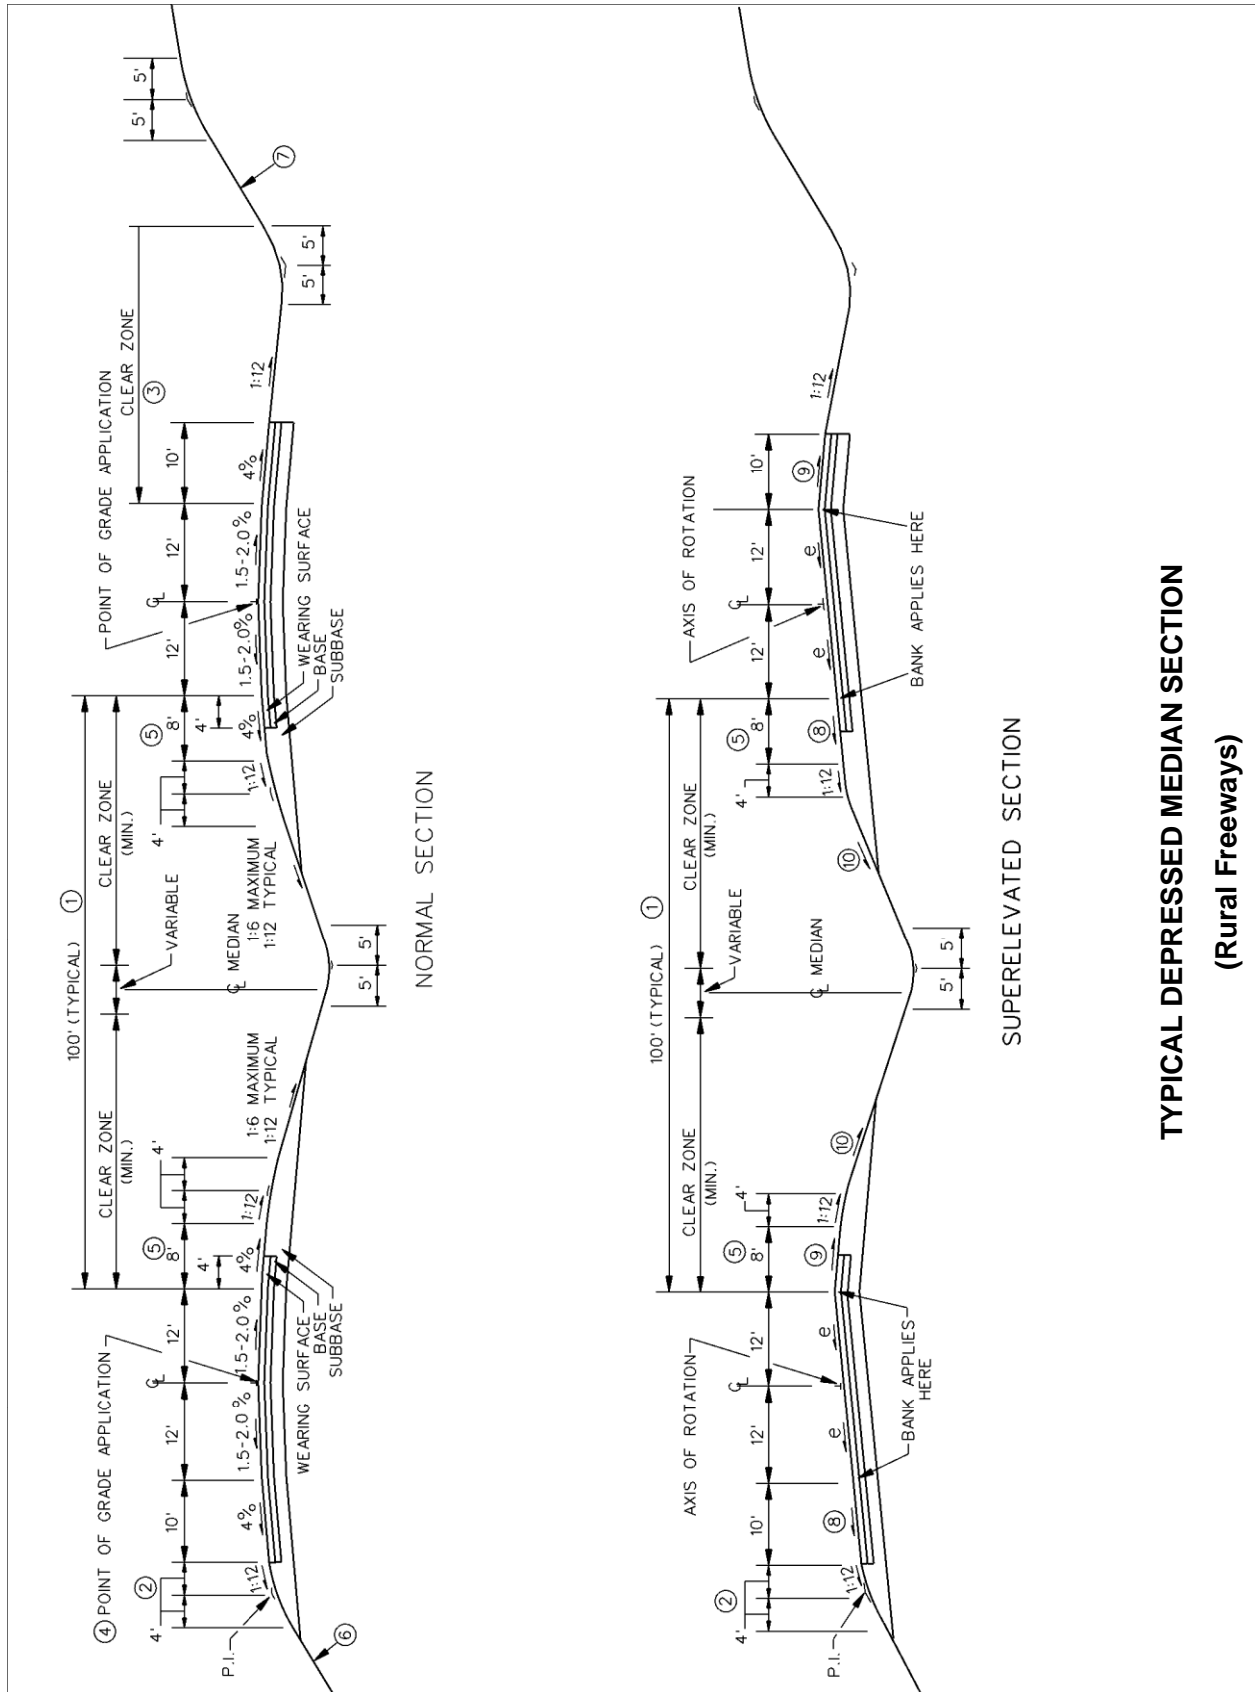 ④ POINT OF GRADE APPLICATION
100' (TYPICAL) ①
POINT OF GRADE APPLICATION
CLEAR ZONE
(MIN.)
VARIABLE
CLEAR ZONE
(MIN.)
CLEAR ZONE
③
5' 5'
②
4'
10'
12'
C̲L
12'
⑤
8'
4'
4'
4'
⑤
8'
4'
12'
C̲L
12'
10'
P.I.
1:12
4%
1.5-2.0%
1.5-2.0%
4%
1:12
1:6 MAXIMUM
1:12 TYPICAL
C̲L MEDIAN
1:6 MAXIMUM
1:12 TYPICAL
1:12
4%
1.5-2.0%
1.5-2.0%
4%
1:12
⑦
⑥
WEARING SURFACE
BASE
SUBBASE
5' 5'
WEARING SURFACE
BASE
SUBBASE
5' 5'
NORMAL SECTION
100' (TYPICAL) ①
AXIS OF ROTATION
CLEAR ZONE
(MIN.)
VARIABLE
CLEAR ZONE
(MIN.)
AXIS OF ROTATION
②
4'
10'
12'
C̲L
12'
⑤
8'
4'
4'
⑤
8'
12'
C̲L
12'
10'
P.I.
1:12
⑧
e
e
⑨
1:12
⑩
C̲L MEDIAN
⑩
1:12
⑧
e
e
⑨
1:12
BANK APPLIES
HERE
5' 5'
BANK APPLIES
HERE
SUPERELEVATED SECTION
TYPICAL DEPRESSED MEDIAN SECTION
(Rural Freeways)